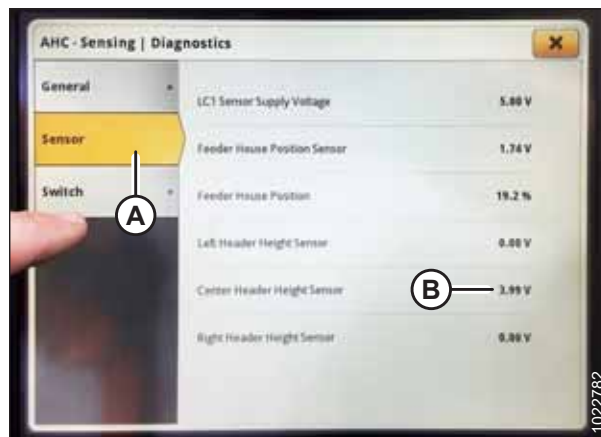 AHC - Sensing | Diagnostics
General
Sensor
Switch
LC1 Sensor Supply Voltage 5.00 V
Feeder House Position Sensor 1.74 V
Feeder House Position 19.2 %
Left Header Height Sensor 0.00 V
Center Header Height Sensor 3.99 V
Right Header Height Sensor 0.00 V
A
B
1022782